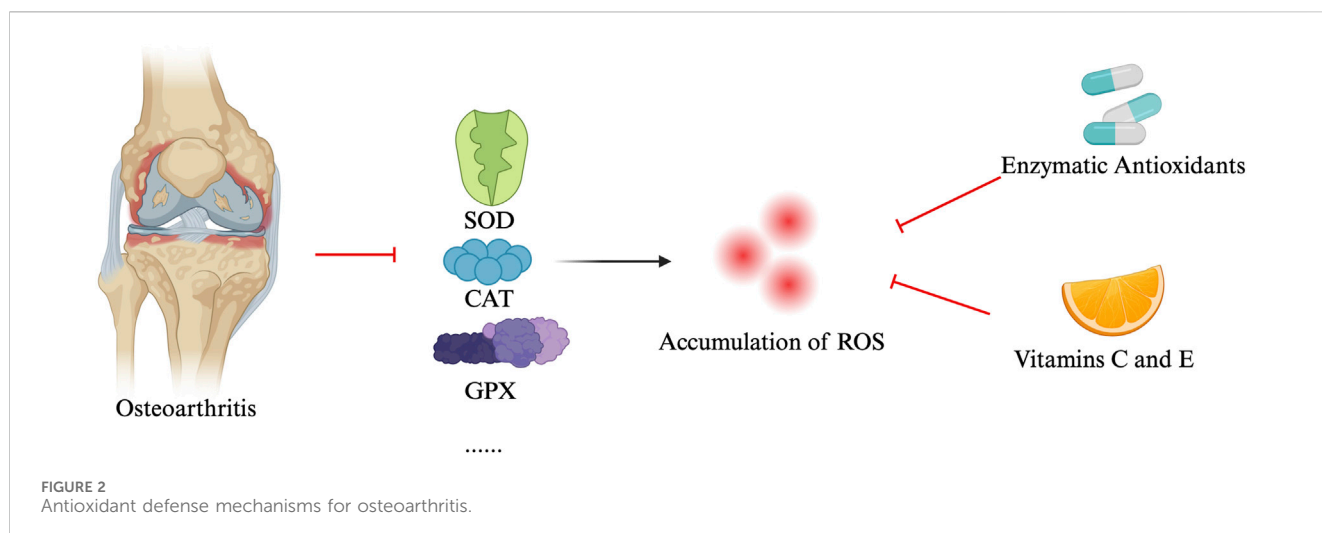 Osteoarthritis
SOD
CAT
GPX
......
Accumulation of ROS
Enzymatic Antioxidants
Vitamins C and E
FIGURE 2
Antioxidant defense mechanisms for osteoarthritis.